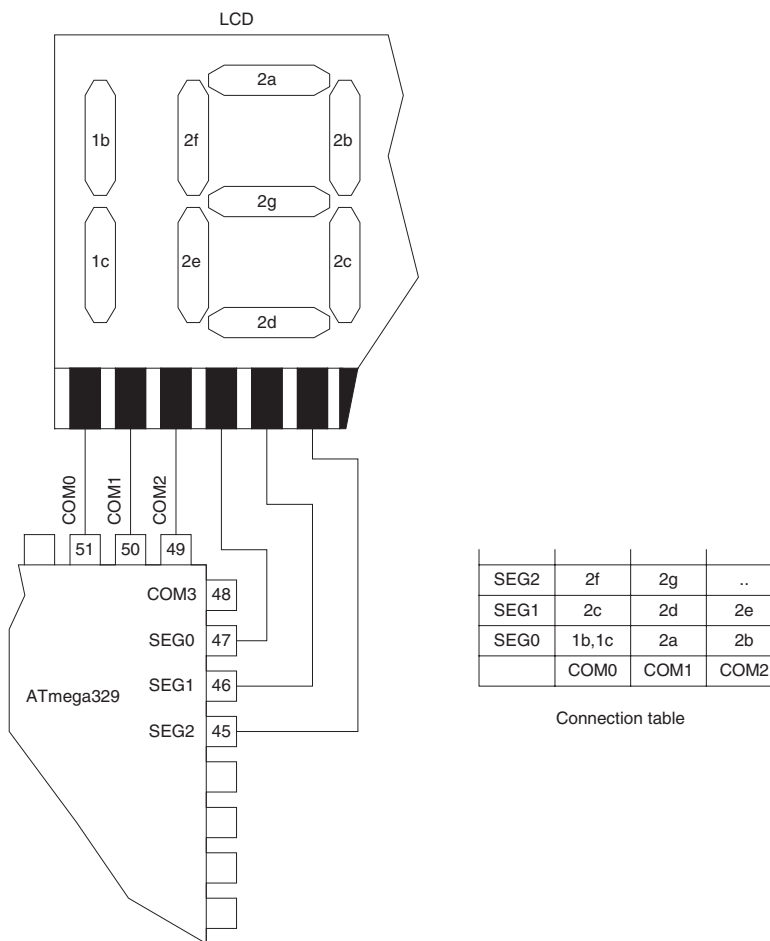 LCD
2a
1b 2f 2b
2g
1c 2e 2c
2d
COM0 COM1 COM2
51 50 49
COM3 48
SEG0 47
SEG1 46
ATmega329
SEG2 45
SEG2 2f 2g ..
SEG1 2c 2d 2e
SEG0 1b,1c 2a 2b
COM0 COM1 COM2
Connection table